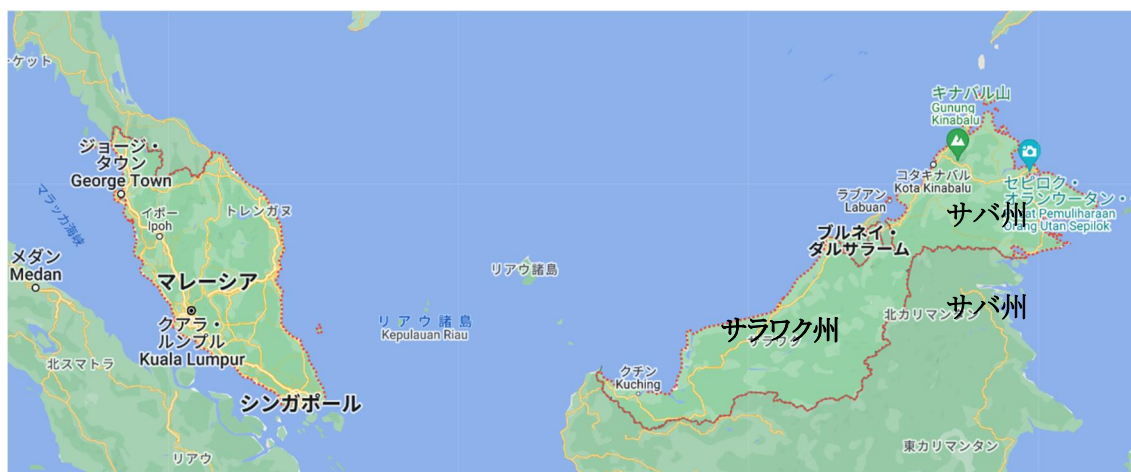 ーケット
ジョージ・
タウン
George Town
マラッカ海峡
イポー
Ipoh
トレンガヌ
メダン
Medan
マレーシア
クアラ・
ルンプル
Kuala Lumpur
北スマトラ
シンガポール
リアウ
リアウ諸島
リアウ諸島
Kepulauan Riau
キナバル山
Gunung
Kinabalu
コタキナバル
Kota Kinabalu
ラブアン
Labuan
セピロク・
オランウータン・
at Pemuliharaan
Orang Utan Sepilok
サバ州
ブルネイ・
ダルサラーム
サバ州
北カリマンタン
サラワク州
クチン
Kuching
東カリマンタン